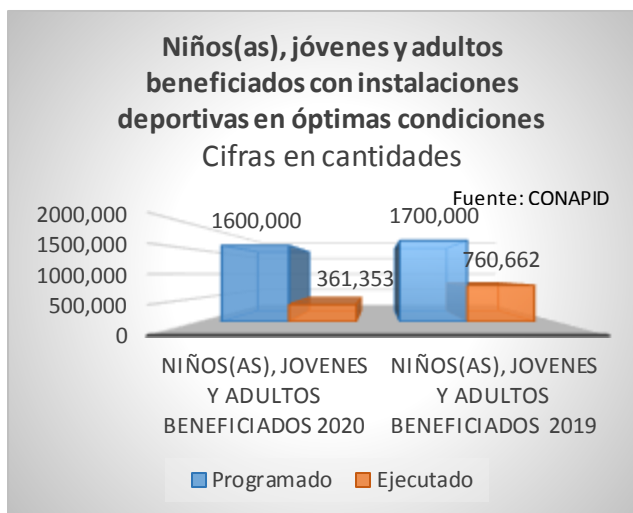 Niños(as), jóvenes y adultos
beneficiados con instalaciones
deportivas en óptimas condiciones
Cifras en cantidades
Fuente: CONAPID
2000,000
1500,000
1000,000
500,000
0
1600,000
361,353
1700,000
760,662
NIÑOS(AS), JOVENES
Y ADULTOS
BENEFICIADOS 2020
NIÑOS(AS), JOVENES
Y ADULTOS
BENEFICIADOS 2019
Programado
Ejecutado